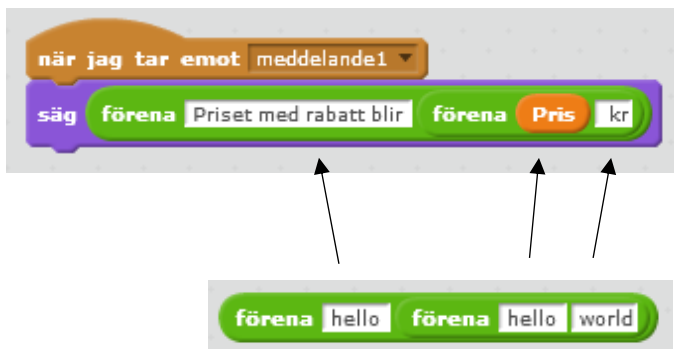 när jag tar emot meddelande1
säg förena Priset med rabatt blir förena Pris kr
förena hello förena hello world